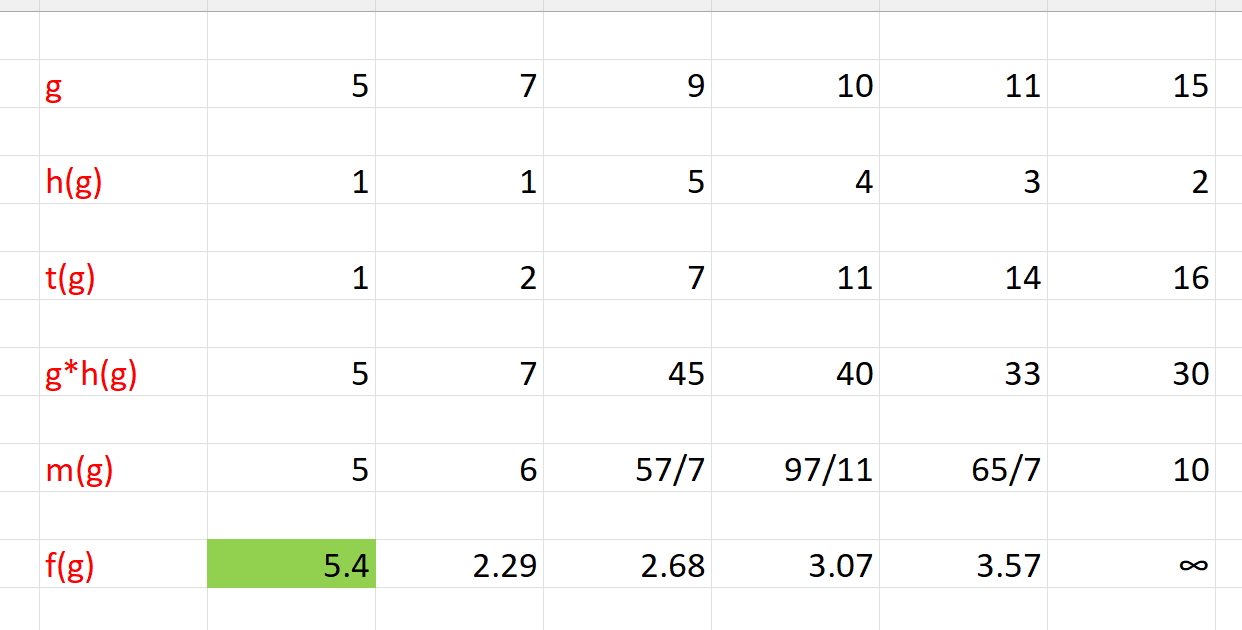 g 5 7 9 10 11 15
h(g) 1 1 5 4 3 2
t(g) 1 2 7 11 14 16
g*h(g) 5 7 45 40 33 30
m(g) 5 6 57/7 97/11 65/7 10
f(g) 5.4 2.29 2.68 3.07 3.57 ∞